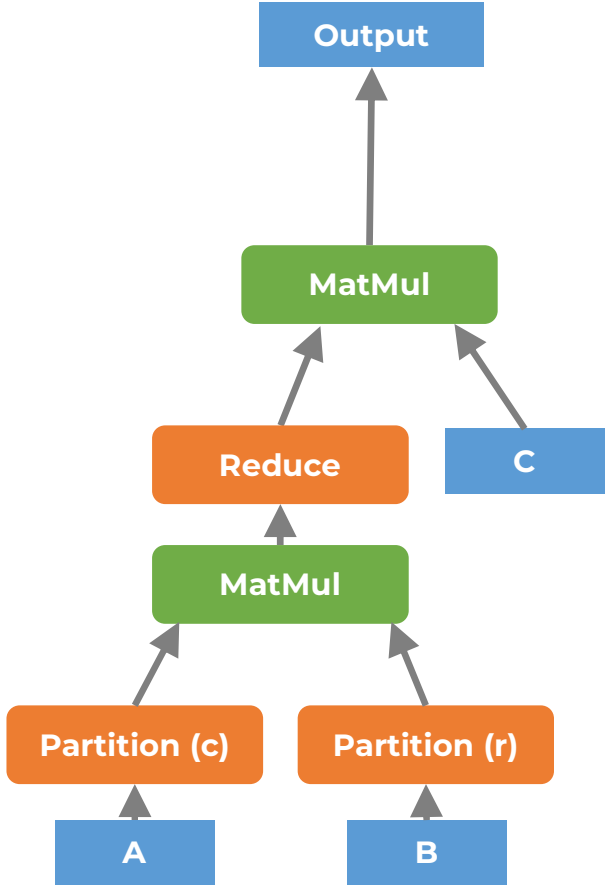 Output
MatMul
Reduce
C
MatMul
Partition (c)
Partition (r)
A
B